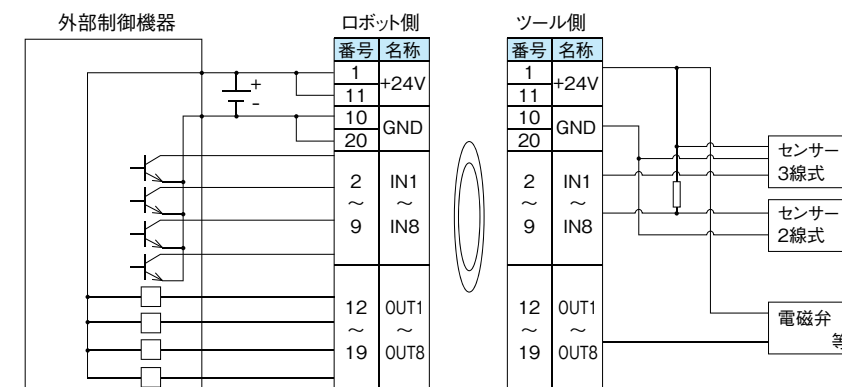 外部制御機器
ロボット側
ツール側
番号 名称
1
11
+24V
10
20
GND
2
～
9
IN1
～
IN8
12
～
19
OUT1
～
OUT8
+
-
番号 名称
1
11
+24V
10
20
GND
2
～
9
IN1
～
IN8
12
～
19
OUT1
～
OUT8
センサー
3線式
センサー
2線式
電磁弁
等